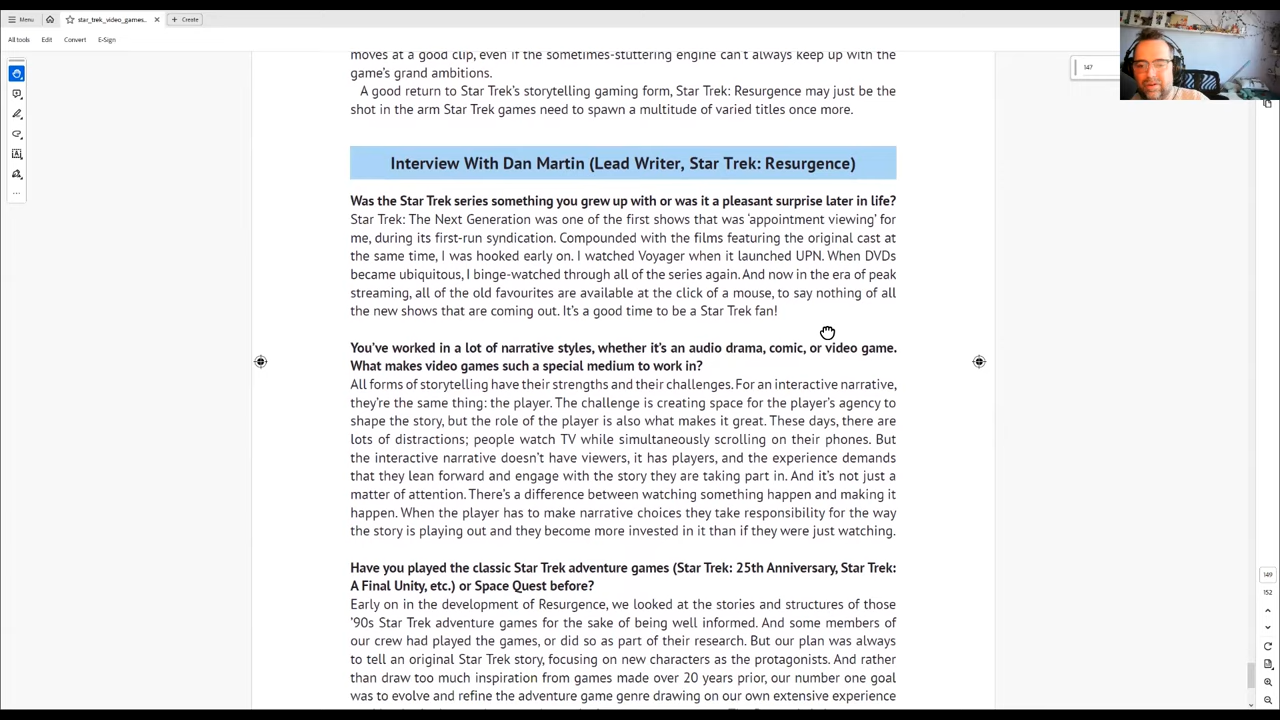 Menu
star_trek_video_games...
Create
All tools
Edit
Convert
E-Sign
147
moves at a good clip, even if the sometimes-stuttering engine can't always keep up with the
game's grand ambitions.
A good return to Star Trek's storytelling gaming form, Star Trek: Resurgence may just be the
shot in the arm Star Trek games need to spawn a multitude of varied titles once more.
Interview With Dan Martin (Lead Writer, Star Trek: Resurgence)
Was the Star Trek series something you grew up with or was it a pleasant surprise later in life?
Star Trek: The Next Generation was one of the first shows that was 'appointment viewing' for
me, during its first-run syndication. Compounded with the films featuring the original cast at
the same time, I was hooked early on. I watched Voyager when it launched UPN. When DVDs
became ubiquitous, I binge-watched through all of the series again. And now in the era of peak
streaming, all of the old favourites are available at the click of a mouse, to say nothing of all
the new shows that are coming out. It's a good time to be a Star Trek fan!
You've worked in a lot of narrative styles, whether it's an audio drama, comic, or video game.
What makes video games such a special medium to work in?
All forms of storytelling have their strengths and their challenges. For an interactive narrative,
they're the same thing: the player. The challenge is creating space for the player's agency to
shape the story, but the role of the player is also what makes it great. These days, there are
lots of distractions; people watch TV while simultaneously scrolling on their phones. But
the interactive narrative doesn't have viewers, it has players, and the experience demands
that they lean forward and engage with the story they are taking part in. And it's not just a
matter of attention. There's a difference between watching something happen and making it
happen. When the player has to make narrative choices they take responsibility for the way
the story is playing out and they become more invested in it than if they were just watching.
Have you played the classic Star Trek adventure games (Star Trek: 25th Anniversary, Star Trek:
A Final Unity, etc.) or Space Quest before?
Early on in the development of Resurgence, we looked at the stories and structures of those
'90s Star Trek adventure games for the sake of being well informed. And some members of
our crew had played the games, or did so as part of their research. But our plan was always
to tell an original Star Trek story, focusing on new characters as the protagonists. And rather
than draw too much inspiration from games made over 20 years prior, our number one goal
was to evolve and refine the adventure game genre drawing on our own extensive experience
149
152